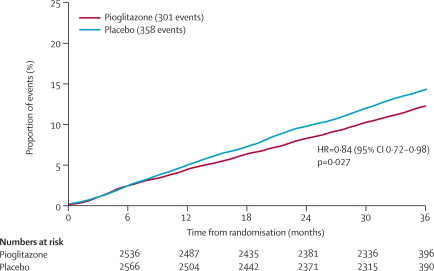 25
20
15
10
5
0
Proportion of events (%)
Pioglitazone (301 events)
Placebo (358 events)
HR=0·84 (95% CI 0·72–0·98)
p=0·027
0 6 12 18 24 30 36
Time from randomisation (months)
Numbers at risk
Pioglitazone 2536 2487 2435 2381 2336 396
Placebo 2566 2504 2442 2371 2315 390